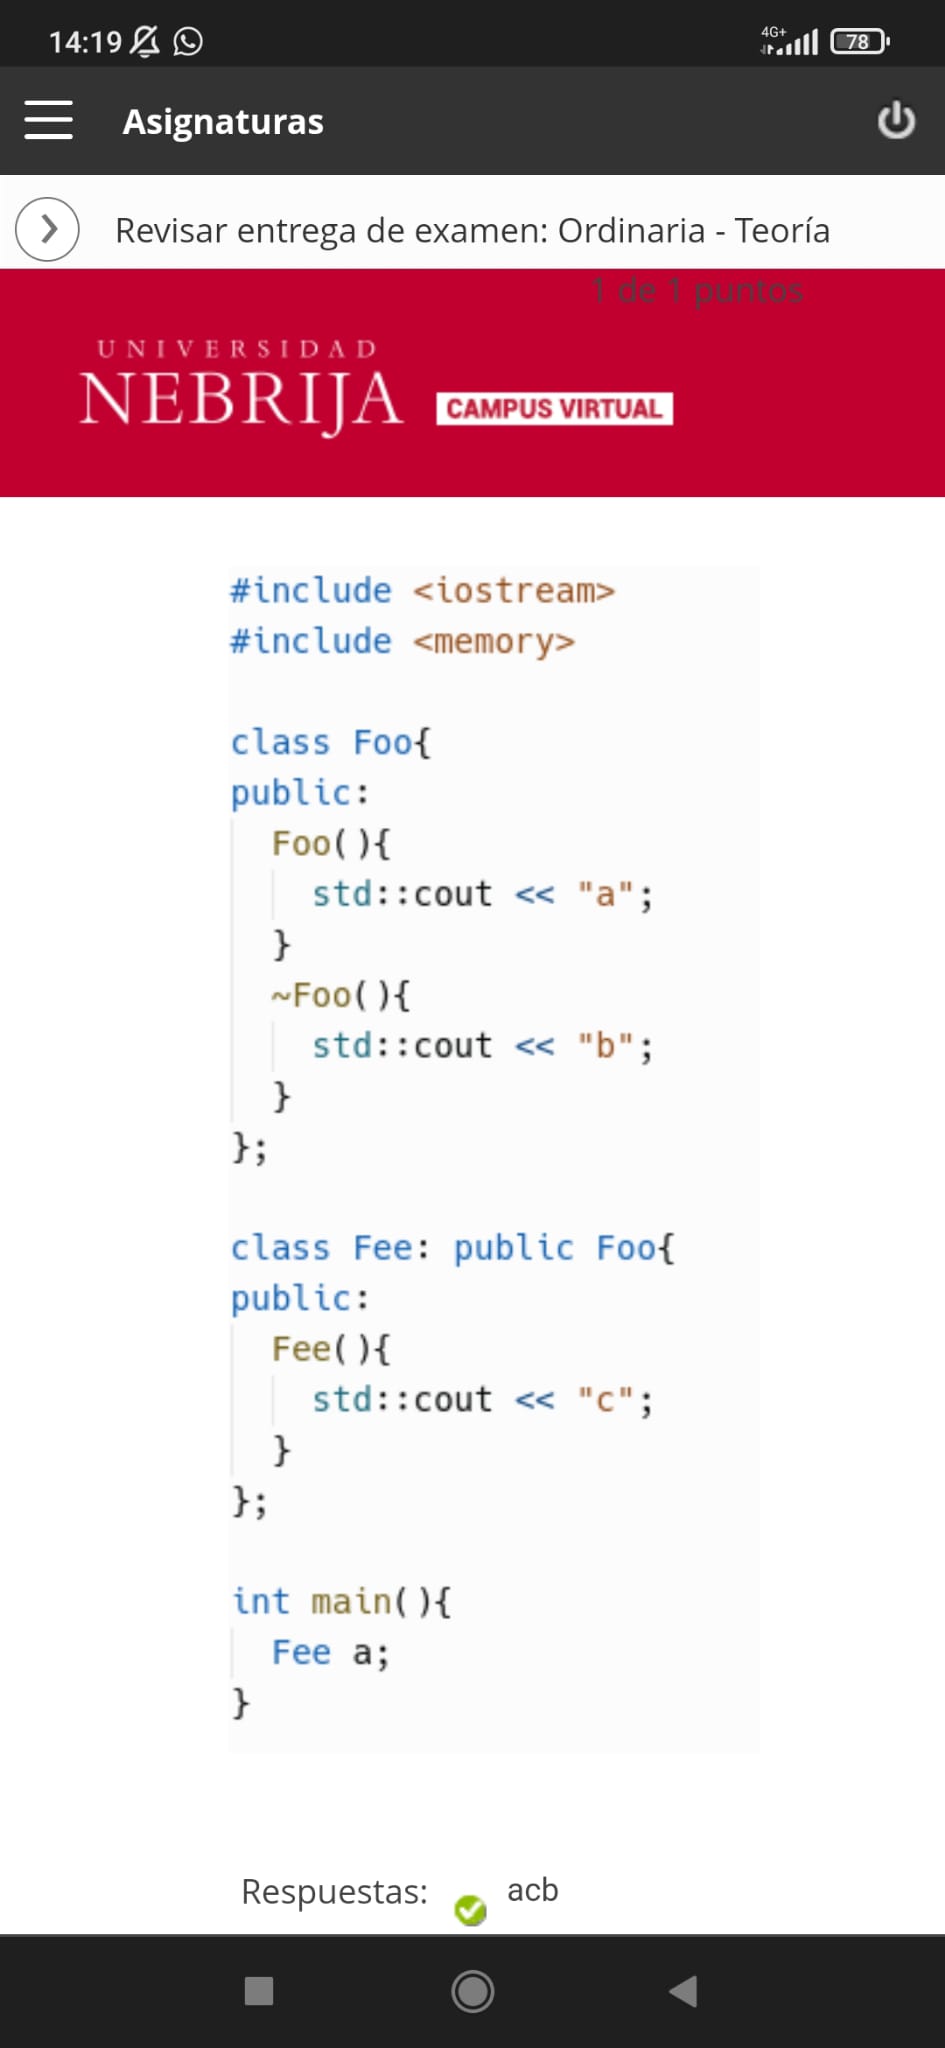 14:19
4G+
78
Asignaturas
Revisar entrega de examen: Ordinaria - Teoría
1 de 1 puntos
UNIVERSIDAD
NEBRIJA
CAMPUS VIRTUAL
#include <iostream>
#include <memory>
class Foo{
public:
Foo(){
std::cout << "a";
}
~Foo(){
std::cout << "b";
}
};
class Fee: public Foo{
public:
Fee(){
std::cout << "c";
}
};
int main(){
Fee a;
}
Respuestas:
acb